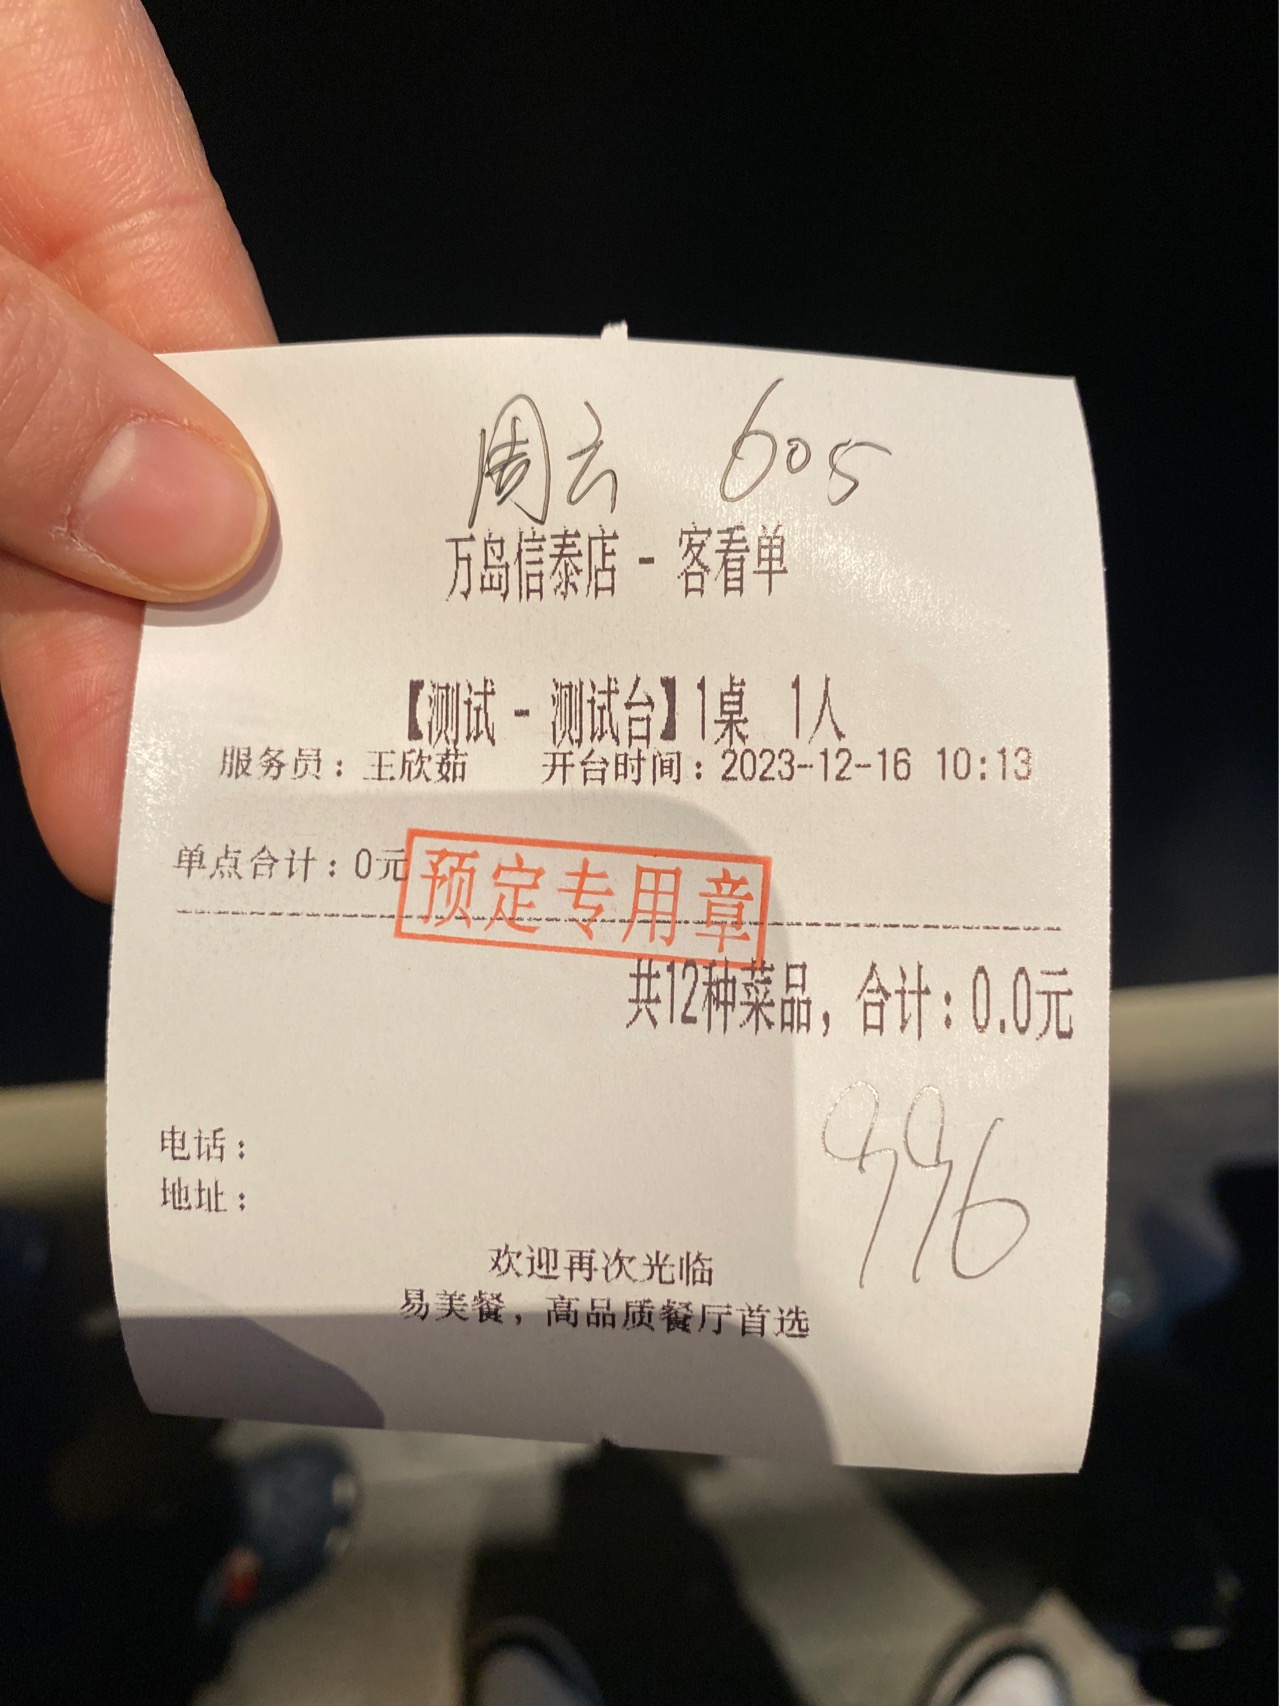 周云 605
万岛信泰店 - 客看单
【测试 - 测试台】1桌 1人
服务员：王欣茹 开台时间：2023-12-16 10:13
单点合计：0元
预定专用章
共12种菜品，合计：0.0元
996
电话：
地址：
欢迎再次光临
易美餐，高品质餐厅首选